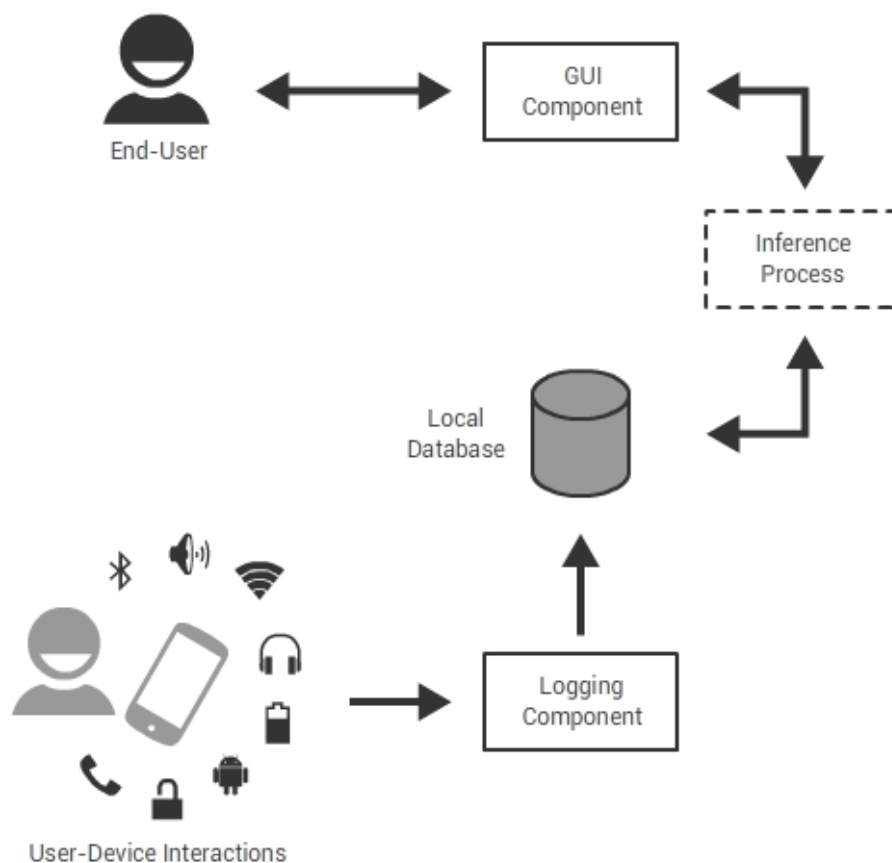 GUI
Component
End-User
Inference
Process
Local
Database
Logging
Component
User-Device Interactions